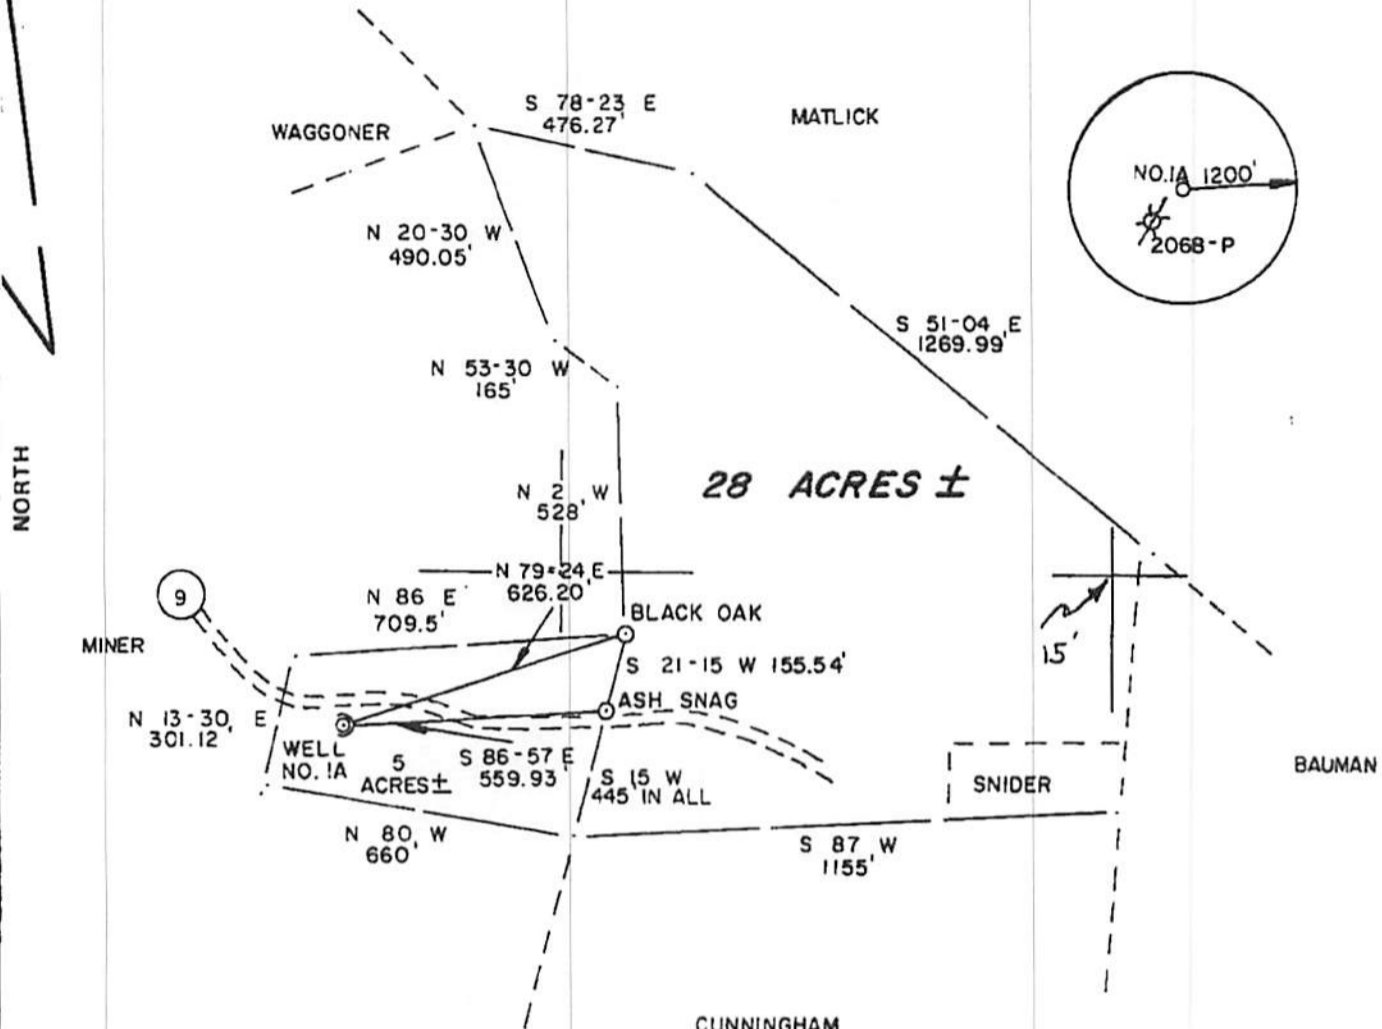 S 78-23 E
476.27'
MATLICK
WAGGONER
NO.1A 1200'
2068-P
N 20-30 W
490.05'
S 51-04 E
1269.99'
N 53-30 W
165'
NORTH
28 ACRES ±
N 2 W
528'
N 79-24 E
626.20'
9
N 86 E
709.5'
BLACK OAK
MINER
15'
S 21-15 W 155.54'
ASH SNAG
N 13-30 E
301.12'
WELL
NO. 1A
5
ACRES±
S 86-57 E
559.93'
S 15 W
445' IN ALL
SNIDER
BAUMAN
N 80 W
660'
S 87 W
1155'
CUNNINGHAM